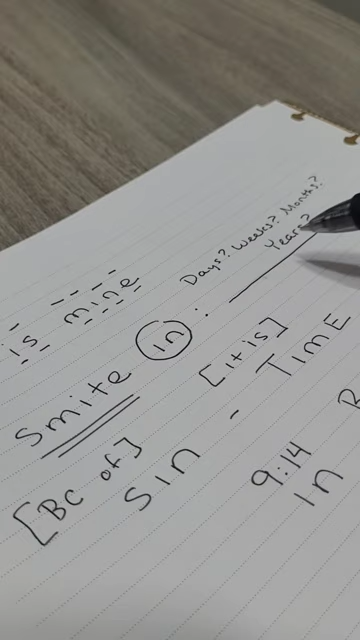 is mine
Days? Weeks? Months?
Years?
Smite in :
[BC of] [it is]
Sin - TIME
9:14
in